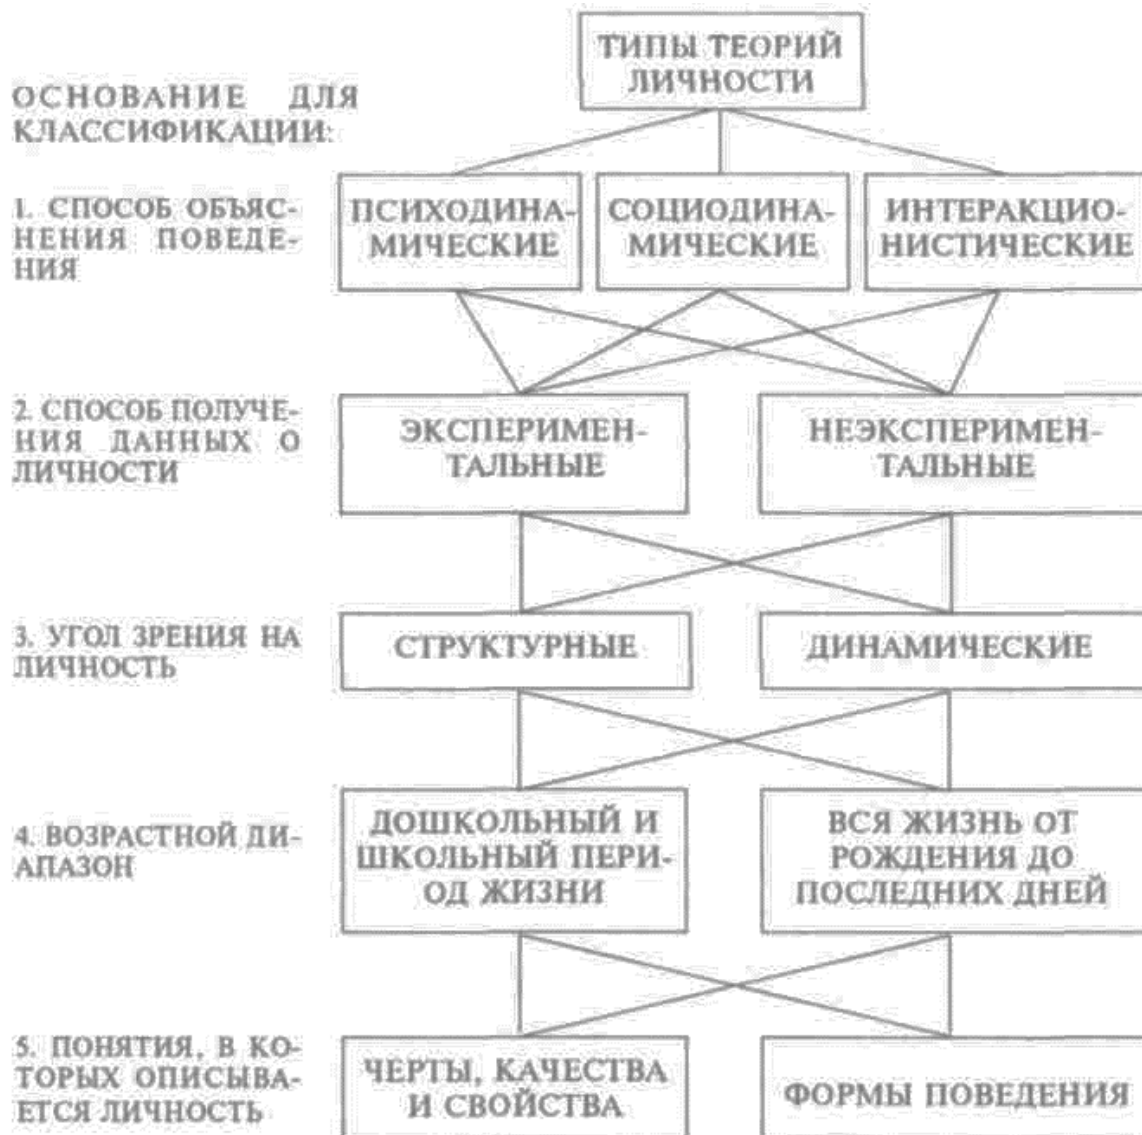 ТИПЫ ТЕОРИЙ
ЛИЧНОСТИ
ОСНОВАНИЕ ДЛЯ
КЛАССИФИКАЦИИ:
1. СПОСОБ ОБЪЯС-
НЕНИЯ ПОВЕДЕ-
НИЯ
ПСИХОДИНА-
МИЧЕСКИЕ
СОЦИОДИНА-
МИЧЕСКИЕ
ИНТЕРАКЦИО-
НИСТИЧЕСКИЕ
2. СПОСОБ ПОЛУЧЕ-
НИЯ ДАННЫХ О
ЛИЧНОСТИ
ЭКСПЕРИМЕН-
ТАЛЬНЫЕ
НЕЭКСПЕРИМЕН-
ТАЛЬНЫЕ
3. УГОЛ ЗРЕНИЯ НА
ЛИЧНОСТЬ
СТРУКТУРНЫЕ
ДИНАМИЧЕСКИЕ
4. ВОЗРАСТНОЙ ДИ-
АПАЗОН
ДОШКОЛЬНЫЙ И
ШКОЛЬНЫЙ ПЕРИ-
ОД ЖИЗНИ
ВСЯ ЖИЗНЬ ОТ
РОЖДЕНИЯ ДО
ПОСЛЕДНИХ ДНЕЙ
5. ПОНЯТИЯ, В КО-
ТОРЫХ ОПИСЫВА-
ЕТСЯ ЛИЧНОСТЬ
ЧЕРТЫ, КАЧЕСТВА
И СВОЙСТВА
ФОРМЫ ПОВЕДЕНИЯ